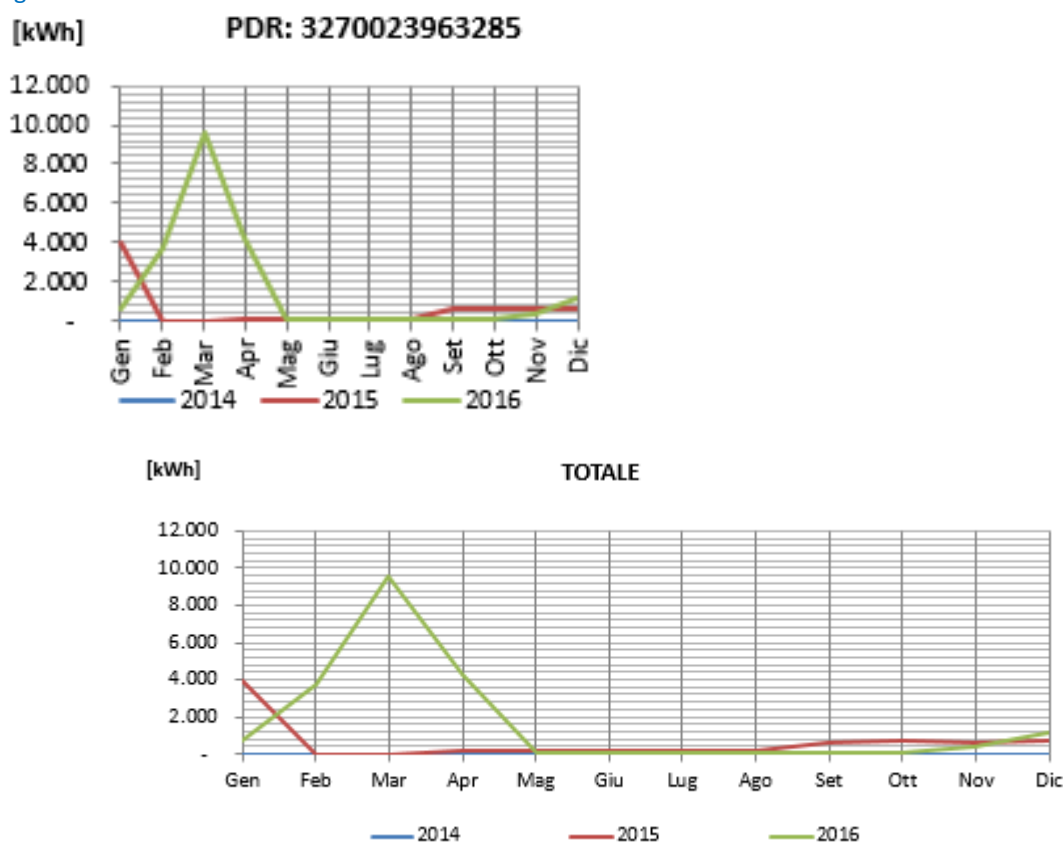 [kWh] PDR: 3270023963285
12.000
10.000
8.000
6.000
4.000
2.000
-
Gen Feb Mar Apr Mag Giu Lug Ago Set Ott Nov Dic
2014 2015 2016
[kWh] TOTALE
12.000
10.000
8.000
6.000
4.000
2.000
-
Gen Feb Mar Apr Mag Giu Lug Ago Set Ott Nov Dic
2014 2015 2016